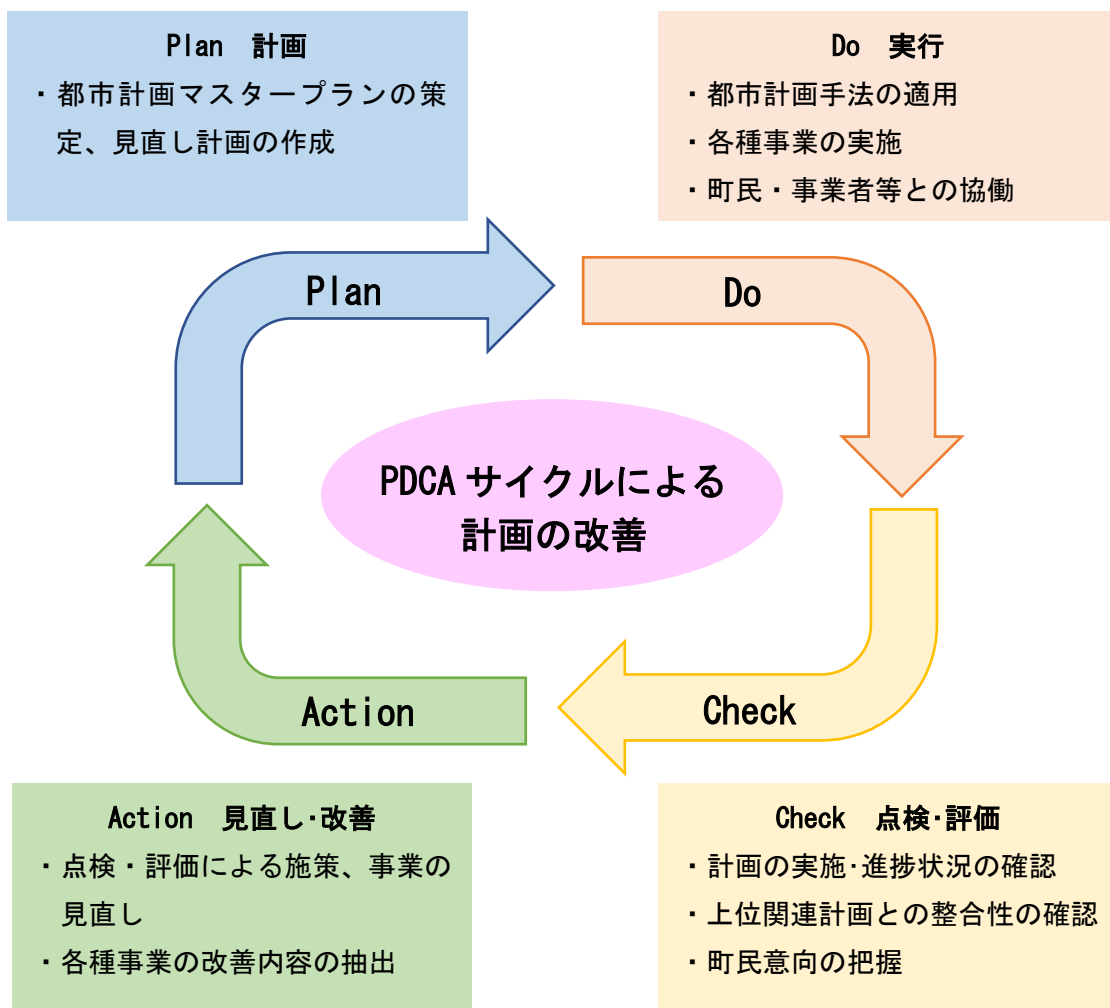 Plan 計画
・都市計画マスタープランの策
定、見直し計画の作成
Do 実行
・都市計画手法の適用
・各種事業の実施
・町民・事業者等との協働
Plan
Do
PDCA サイクルによる
計画の改善
Action
Check
Action 見直し・改善
・点検・評価による施策、事業の
見直し
・各種事業の改善内容の抽出
Check 点検・評価
・計画の実施・進捗状況の確認
・上位関連計画との整合性の確認
・町民意向の把握